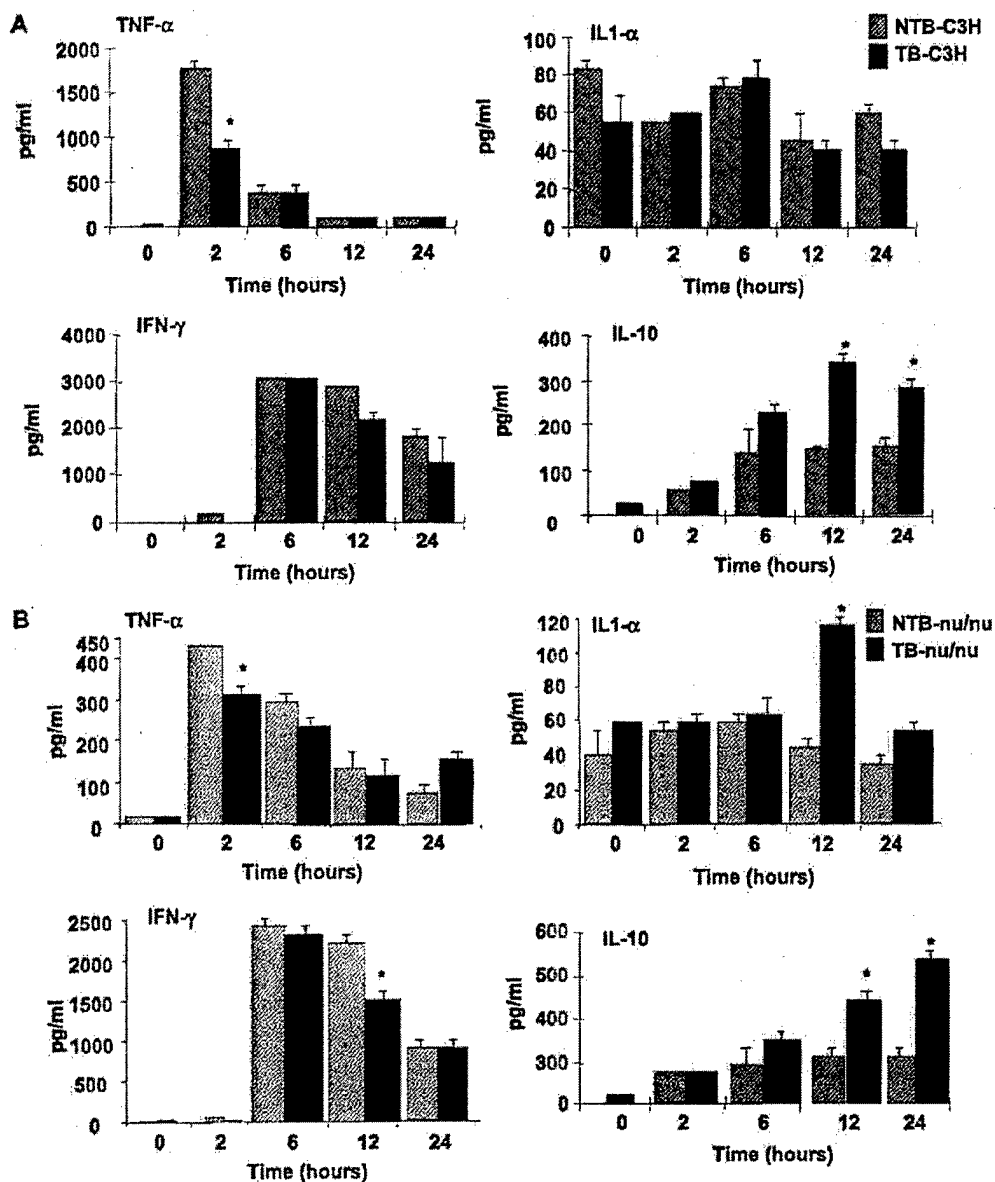 A
TNF-α
2000
1500
1000
500
0
pg/ml
*
0 2 6 12 24
Time (hours)
IL1-α
NTB-C3H
TB-C3H
100
80
60
40
20
0
pg/ml
0 2 6 12 24
Time (hours)
IFN-γ
4000
3000
2000
1000
0
pg/ml
0 2 6 12 24
Time (hours)
IL-10
400
300
200
100
0
pg/ml
* *
0 2 6 12 24
Time (hours)
B
TNF-α
450
400
300
200
100
0
pg/ml
*
0 2 6 12 24
Time (hours)
IL1-α
NTB-nu/nu
TB-nu/nu
120
100
80
60
40
20
0
pg/ml
*
0 2 6 12 24
Time (hours)
IFN-γ
2500
2000
1500
1000
500
0
pg/ml
*
0 2 6 12 24
Time (hours)
IL-10
600
500
400
300
0
pg/ml
* *
0 2 6 12 24
Time (hours)